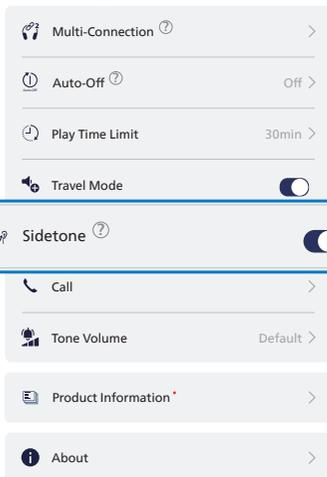 Multi-Connection ?
Auto-Off ?
Off
Play Time Limit
30min
Travel Mode
Sidetone ?
Call
Tone Volume
Default
Product Information
About